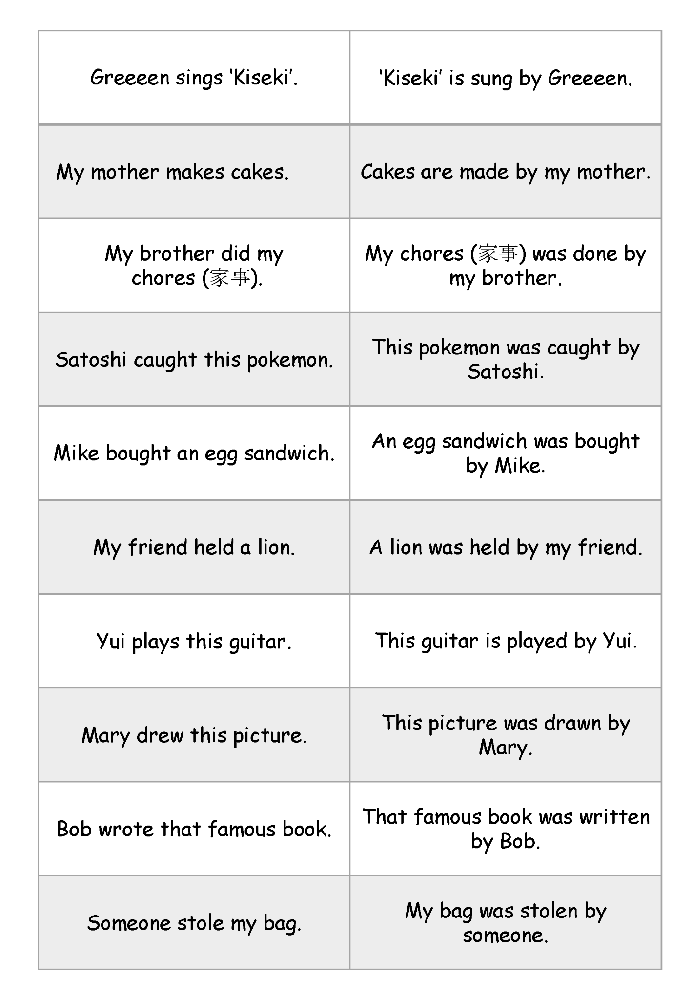 Greeeen sings ‘Kiseki’.
‘Kiseki’ is sung by Greeeen.
My mother makes cakes.
Cakes are made by my mother.
My brother did my
chores (家事).
My chores (家事) was done by
my brother.
Satoshi caught this pokemon.
This pokemon was caught by
Satoshi.
Mike bought an egg sandwich.
An egg sandwich was bought
by Mike.
My friend held a lion.
A lion was held by my friend.
Yui plays this guitar.
This guitar is played by Yui.
Mary drew this picture.
This picture was drawn by
Mary.
Bob wrote that famous book.
That famous book was written
by Bob.
Someone stole my bag.
My bag was stolen by
someone.